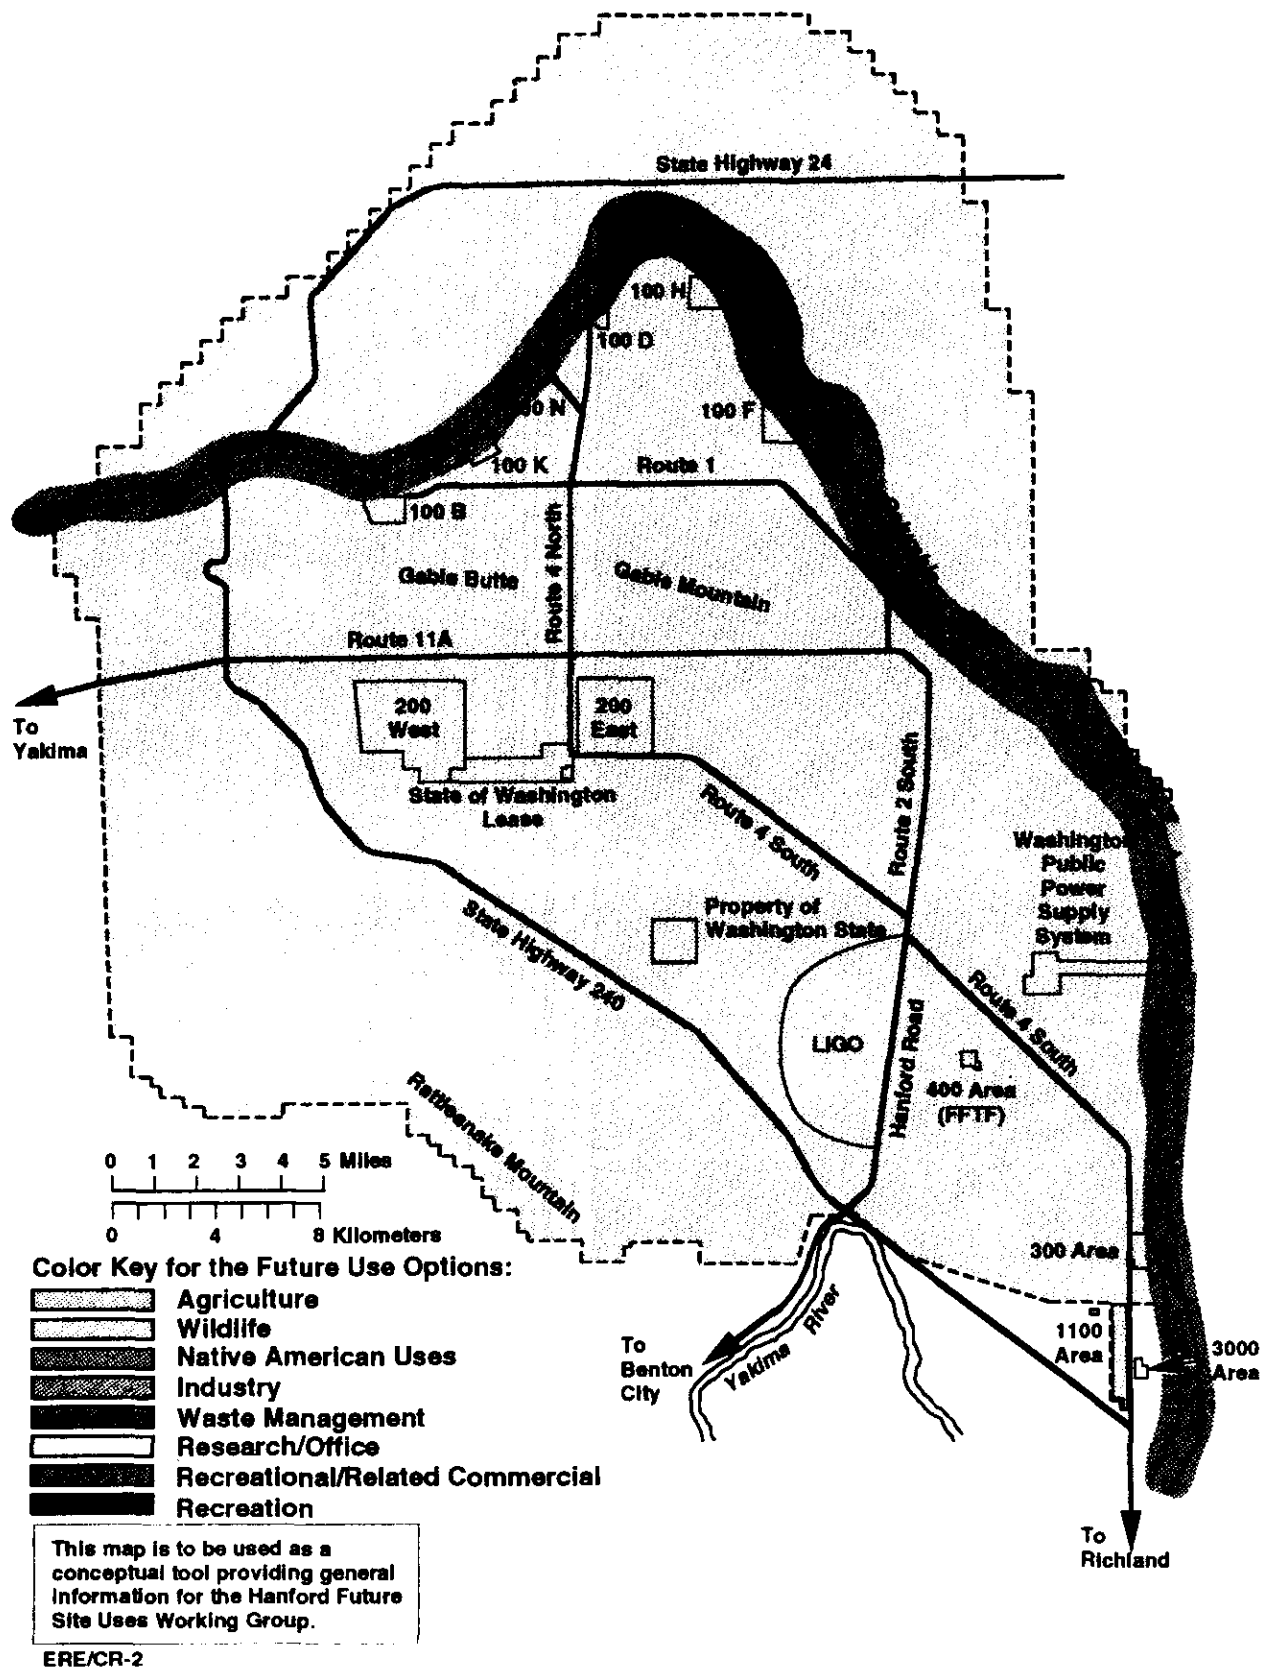 State Highway 24
100 H
100 D
N
100 F
100 K
Route 1
100 B
Route 4 North
Gable Butte
Gable Mountain
Route 11A
To
Yakima
200
West
200
East
State of Washington
Lease
Route 4 South
Route 2 South
Washington
Public
Power
Supply
System
Property of
Washington State
State Highway 240
Route 4 South
LIGO
Hanford Road
400 Area
(FFTF)
Rattlesnake Mountain
0 1 2 3 4 5 Miles
0 4 8 Kilometers
300 Area
Color Key for the Future Use Options:
Agriculture
Wildlife
Native American Uses
Industry
Waste Management
Research/Office
Recreational/Related Commercial
Recreation
To
Benton
City
Yakima River
1100
Area
3000
Area
To
Richland
This map is to be used as a
conceptual tool providing general
information for the Hanford Future
Site Uses Working Group.
ERE/CR-2